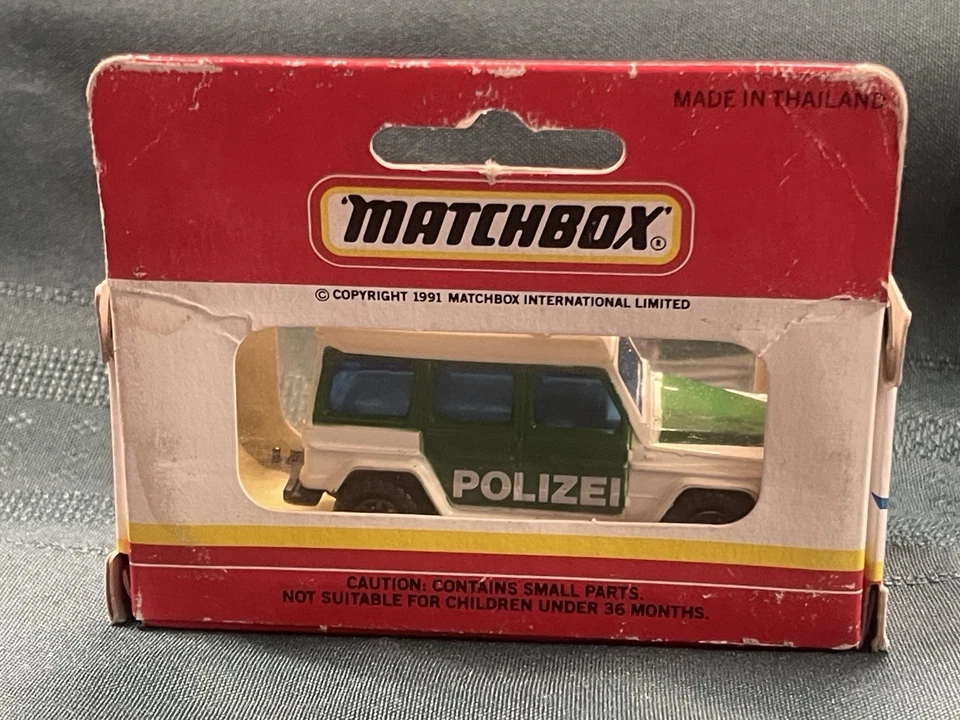 MADE IN THAILAND
'MATCHBOX'®
© COPYRIGHT 1991 MATCHBOX INTERNATIONAL LIMITED
POLIZEI
CAUTION: CONTAINS SMALL PARTS.
NOT SUITABLE FOR CHILDREN UNDER 36 MONTHS.